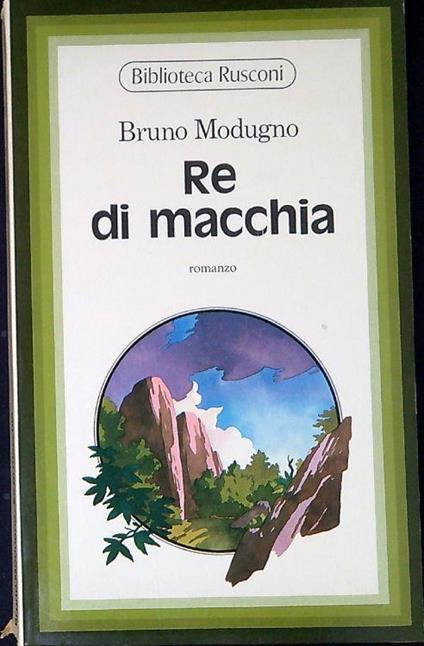 Biblioteca Rusconi
Bruno Modugno
Re
di macchia
romanzo